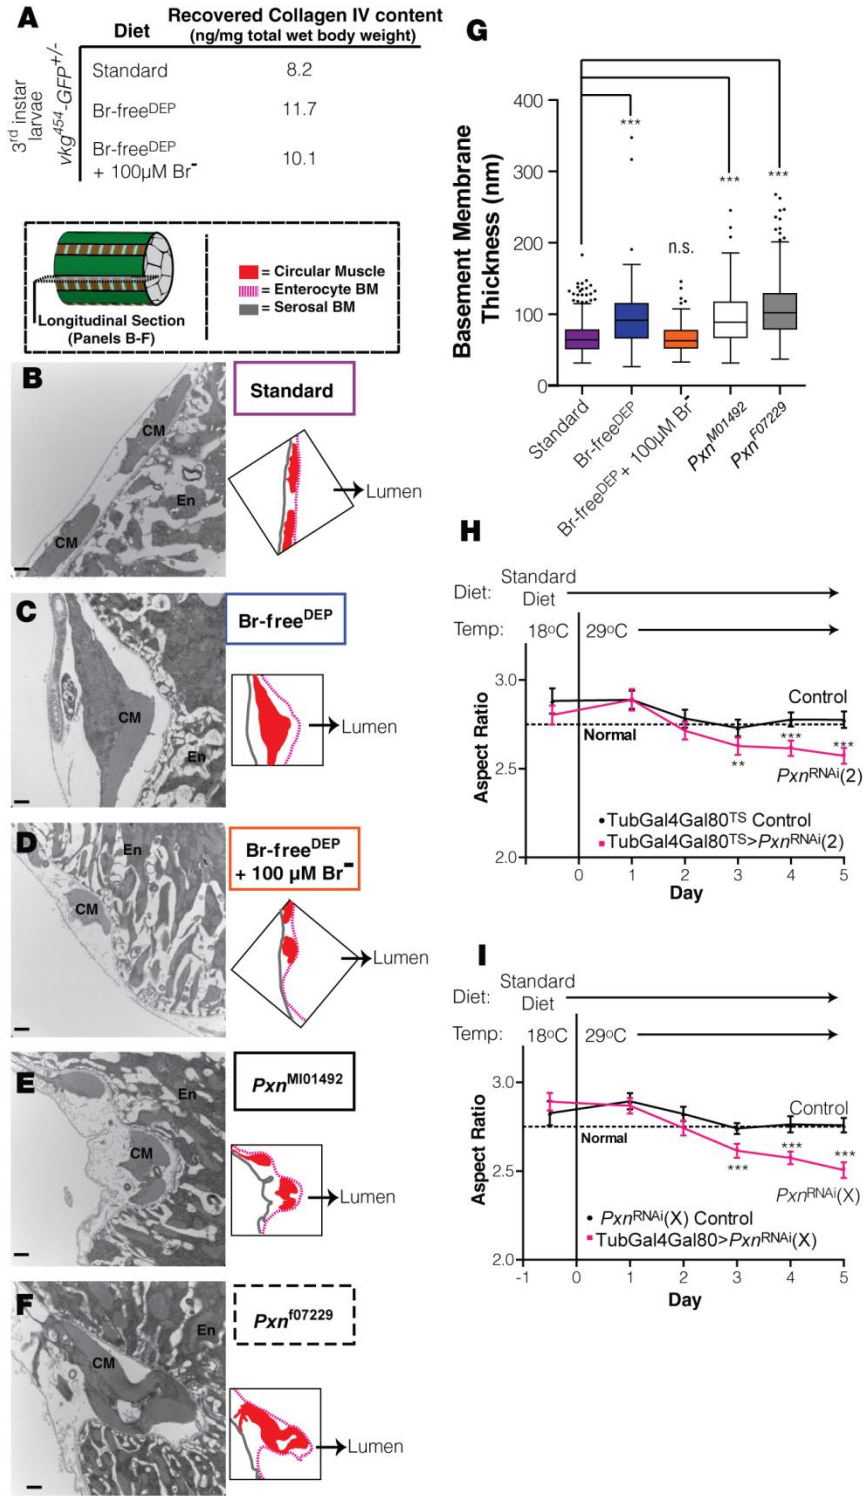 A
Diet
Recovered Collagen IV content
(ng/mg total wet body weight)
3rd instar
larvae
vkg454-GFP+/-
Standard 8.2
Br-freeDEP 11.7
Br-freeDEP
+ 100µM Br- 10.1
Longitudinal Section
(Panels B-F)
= Circular Muscle
= Enterocyte BM
= Serosal BM
B
CM
En
CM
Standard
Lumen
C
CM
En
Br-freeDEP
Lumen
D
En
CM
Br-freeDEP
+ 100 µM Br-
Lumen
E
En
CM
PxnMI01492
Lumen
F
En
CM
Pxnf07229
Lumen
G
Basement Membrane
Thickness (nm)
400
300
200
100
0
***
n.s.
***
***
Standard
Br-freeDEP
Br-freeDEP + 100µM Br-
PxnM01492
PxnF07229
H
Diet: Standard
Diet
Temp: 18oC 29oC
Aspect Ratio
3.0
2.5
2.0
Normal
Control
** *** ***
PxnRNAi(2)
TubGal4Gal80TS Control
TubGal4Gal80TS>PxnRNAi(2)
0 1 2 3 4 5
Day
I
Diet: Standard
Diet
Temp: 18oC 29oC
Aspect Ratio
3.0
2.5
2.0
Normal
Control
*** *** ***
PxnRNAi(X)
PxnRNAi(X) Control
TubGal4Gal80>PxnRNAi(X)
-1 0 1 2 3 4 5
Day